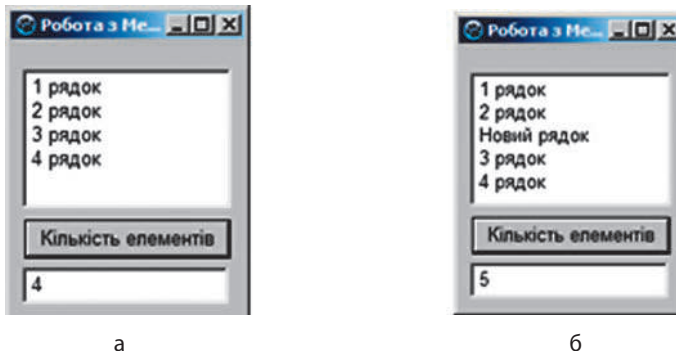 Робота з Ме...
1 рядок
2 рядок
3 рядок
4 рядок
Кількість елементів
4
а
Робота з Ме...
1 рядок
2 рядок
Новий рядок
3 рядок
4 рядок
Кількість елементів
5
б